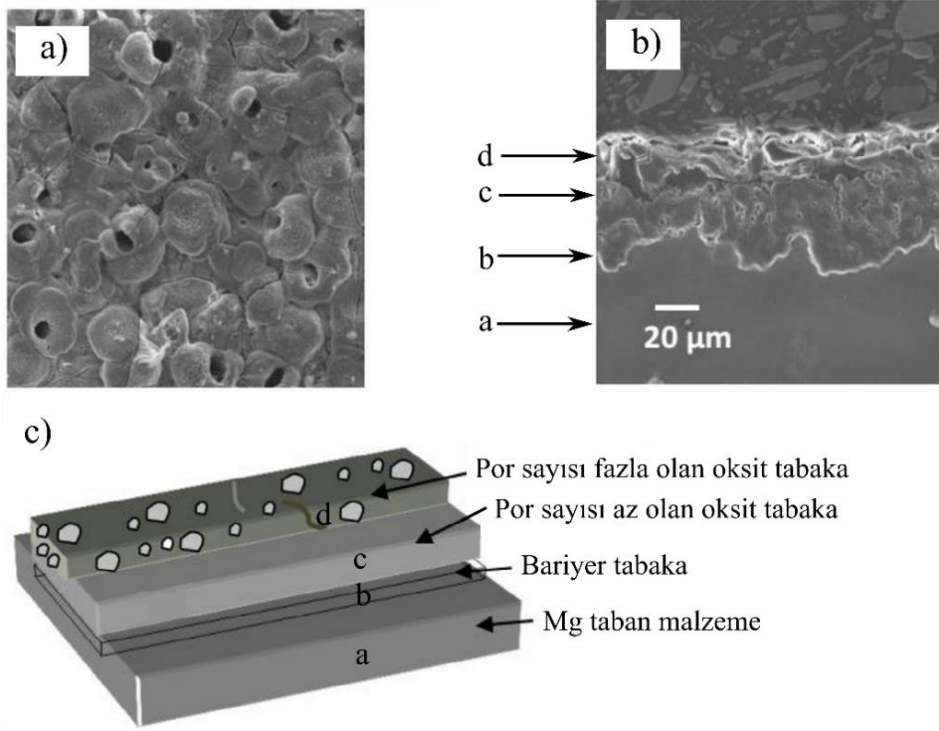 a)
b)
d
c
b
a
20 µm
c)
Por sayısı fazla olan oksit tabaka
Por sayısı az olan oksit tabaka
Bariyer tabaka
Mg taban malzeme
d
c
b
a